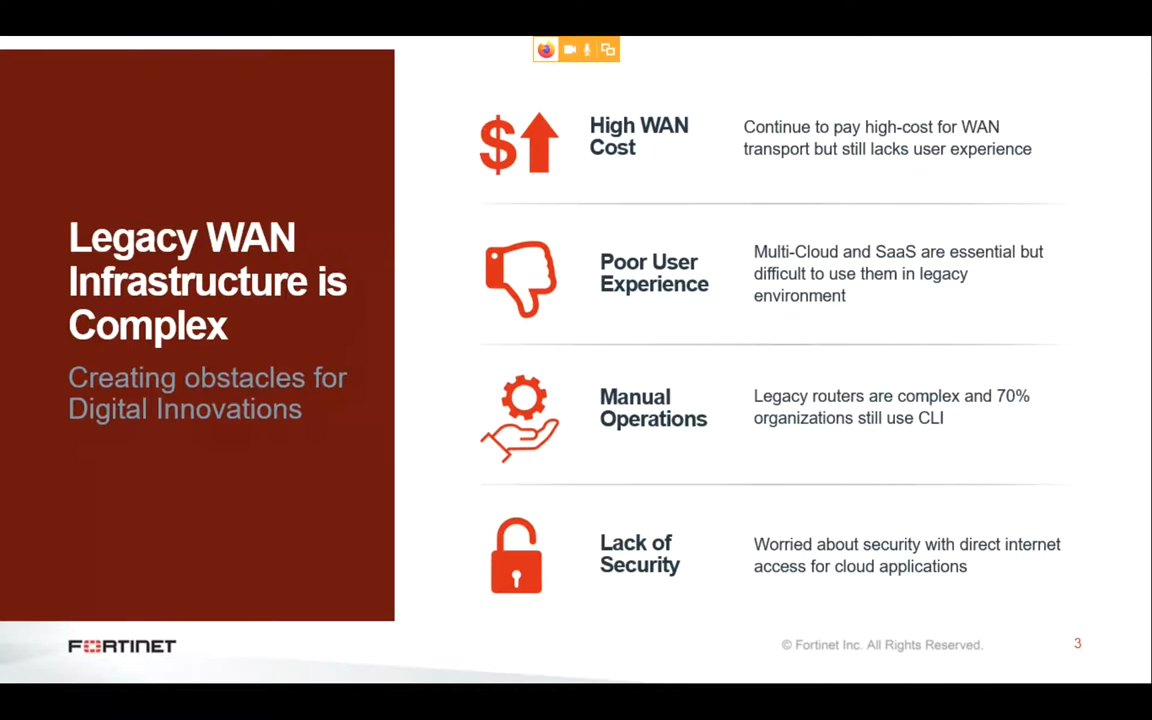 Legacy WAN
Infrastructure is
Complex
Creating obstacles for
Digital Innovations
$
High WAN
Cost
Continue to pay high-cost for WAN
transport but still lacks user experience
Poor User
Experience
Multi-Cloud and SaaS are essential but
difficult to use them in legacy
environment
Manual
Operations
Legacy routers are complex and 70%
organizations still use CLI
Lack of
Security
Worried about security with direct internet
access for cloud applications
FORTINET
© Fortinet Inc. All Rights Reserved.
3